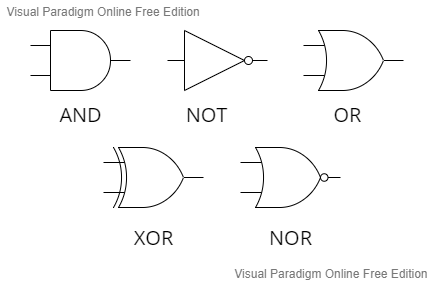 Visual Paradigm Online Free Edition
AND
NOT
OR
XOR
NOR
Visual Paradigm Online Free Edition